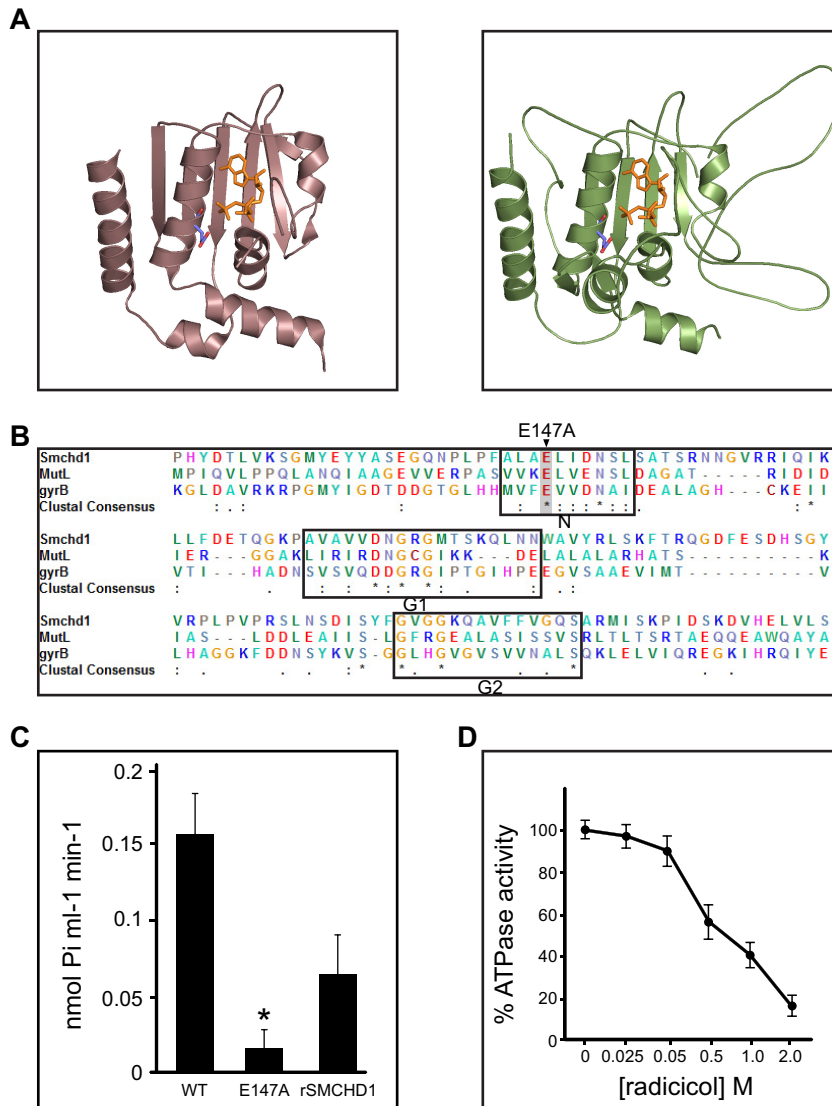 A
B
E147A
Smchd1 PHYDTLVKSGMYEYYASEGQNPLPFALAELIDNSLSATSRNNGVRRIQIK
MutL MPIQVLPPQLANQIAAGEVVERPASVVKELVENSLDAGAT-----RIDID
gyrB KGLDAVRKRPGMYIGDTDDGTGLHHMVFEVVDNAIDEALAGH---CKEII
Clustal Consensus : . : : : * : : : * : . : *
N
Smchd1 LLFDETQGKPAVAVVDNGRGMTSKQLNNWAVYRLSKFTRQGDFESDHSGY
MutL IER---GGAKLIRIRDNGCGIKK---DELALALARHATS---------K
gyrB VTI---HADNSVSVQDDGRGIPTGIHPEEGVSAAEVIMT----------V
Clustal Consensus : . : : * : * : * : : . :
G1
Smchd1 VRPLPVPRSLNSDISYFGVGGKQAVFFVGQSARMISKPIDSKDVHELVLS
MutL IAS--LDDLEAIIS-LGFRGEALASISSVSRLTLTSRTAEQQEAWQAYA
gyrB LHAGGKFDDNSYKVS-GGLHGVGVSVVNALSQKLELVIQREGKIHRQIYE
Clustal Consensus : . . : * * . * . . . * . .
G2
C
nmol Pi ml-1 min-1
0.2
0.15
0.1
0.05
0
*
WT E147A rSMCHD1
D
% ATPase activity
100
80
60
40
20
0
0 0.025 0.05 0.5 1.0 2.0
[radicicol] M